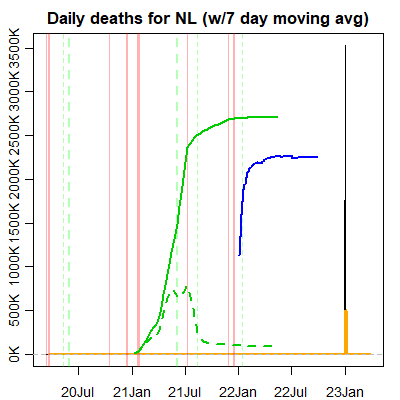 Daily deaths for NL (w/7 day moving avg)
3500K
3000K
2500K
2000K
1500K
1000K
500K
0K
20Jul 21Jan 21Jul 22Jan 22Jul 23Jan